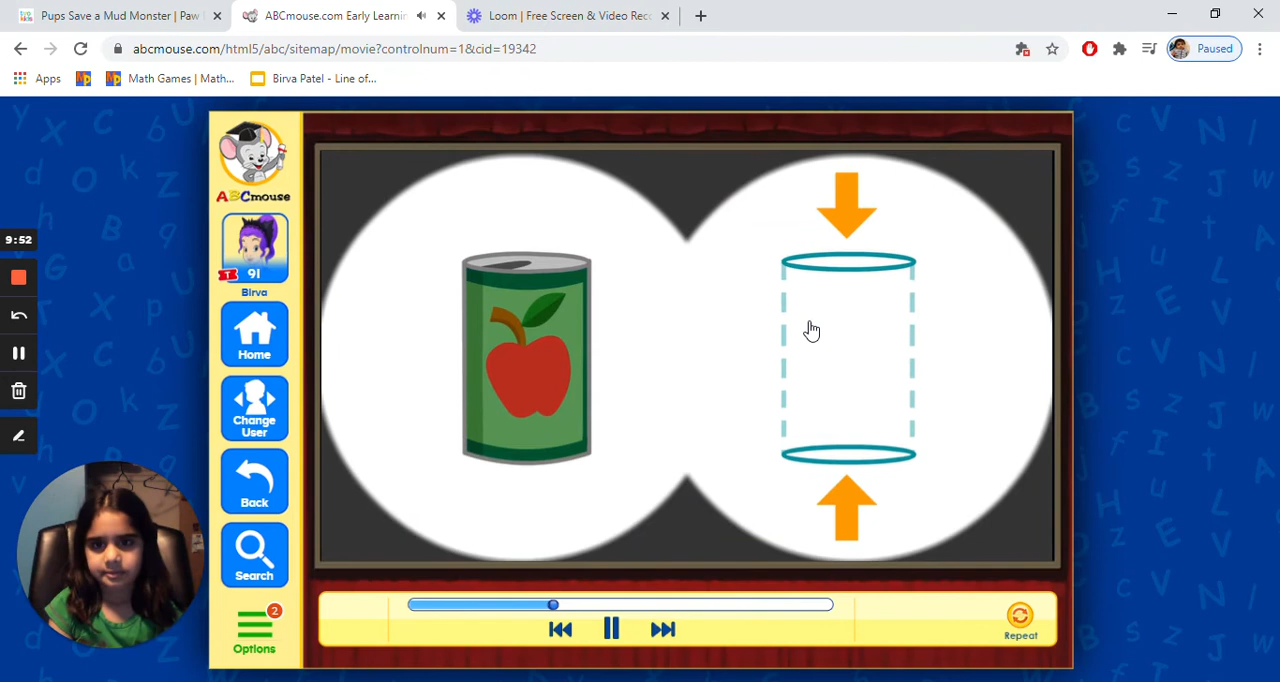 Pups Save a Mud Monster | Paw
ABCmouse.com Early Learnin
Loom | Free Screen & Video Rec
abcmouse.com/html5/abc/sitemap/movie?controlnum=1&cid=19342
Paused
Apps
Math Games | Math...
Birva Patel - Line of...
ABCmouse
9:52
T
91
Birva
Home
Change
User
Back
Search
2
Options
Repeat